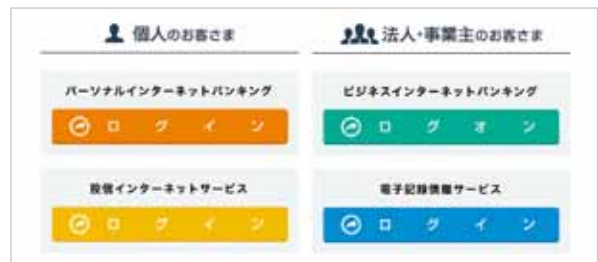 個人のお客さま
法人・事業主のお客さま
パーソナルインターネットバンキング
ログイン
ビジネスインターネットバンキング
ログオン
投信インターネットサービス
ログイン
電子記録債権サービス
ログイン